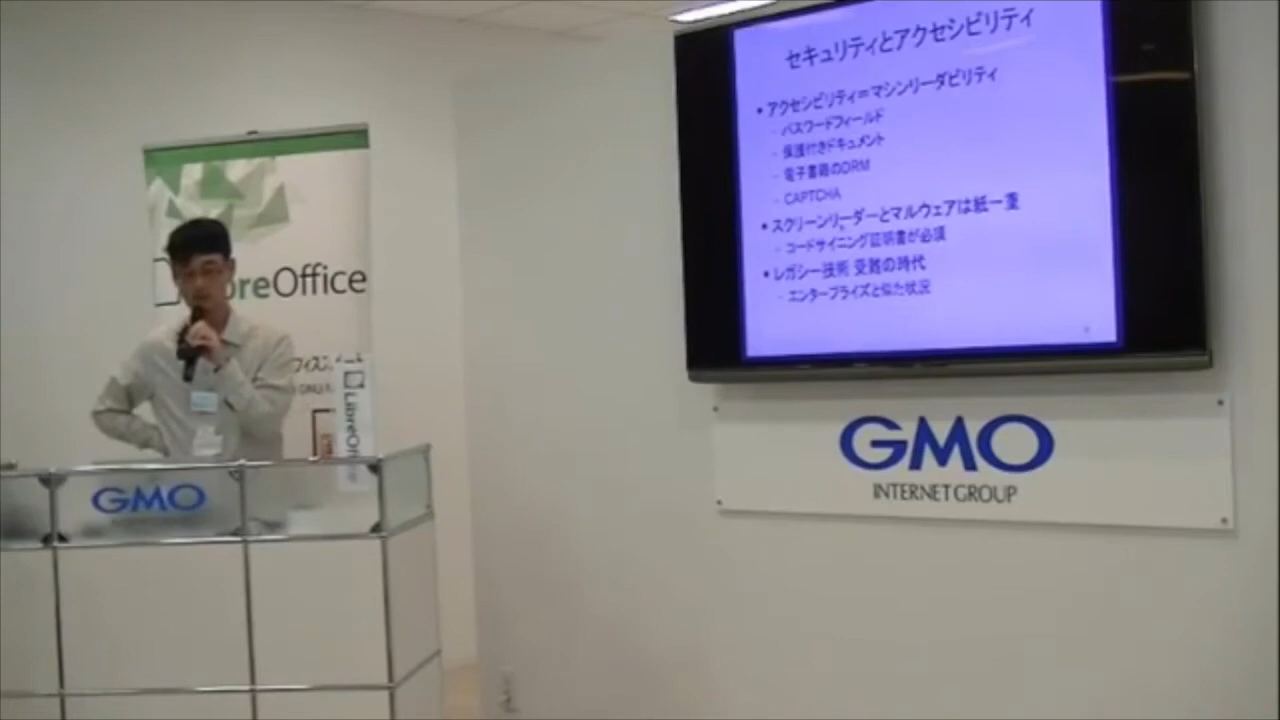 セキュリティとアクセシビリティ
• アクセシビリティ=マシンリーダビリティ
- パスワードフィールド
- 保護付きドキュメント
- 電子書籍のDRM
- CAPTCHA
• スクリーンリーダーとマルウェアは紙一重
- コードサイニング証明書が必須
• レガシー技術 受難の時代
- エンタープライズと似た状況
breOffice
LibreOf
GMO
GMO
INTERNET GROUP